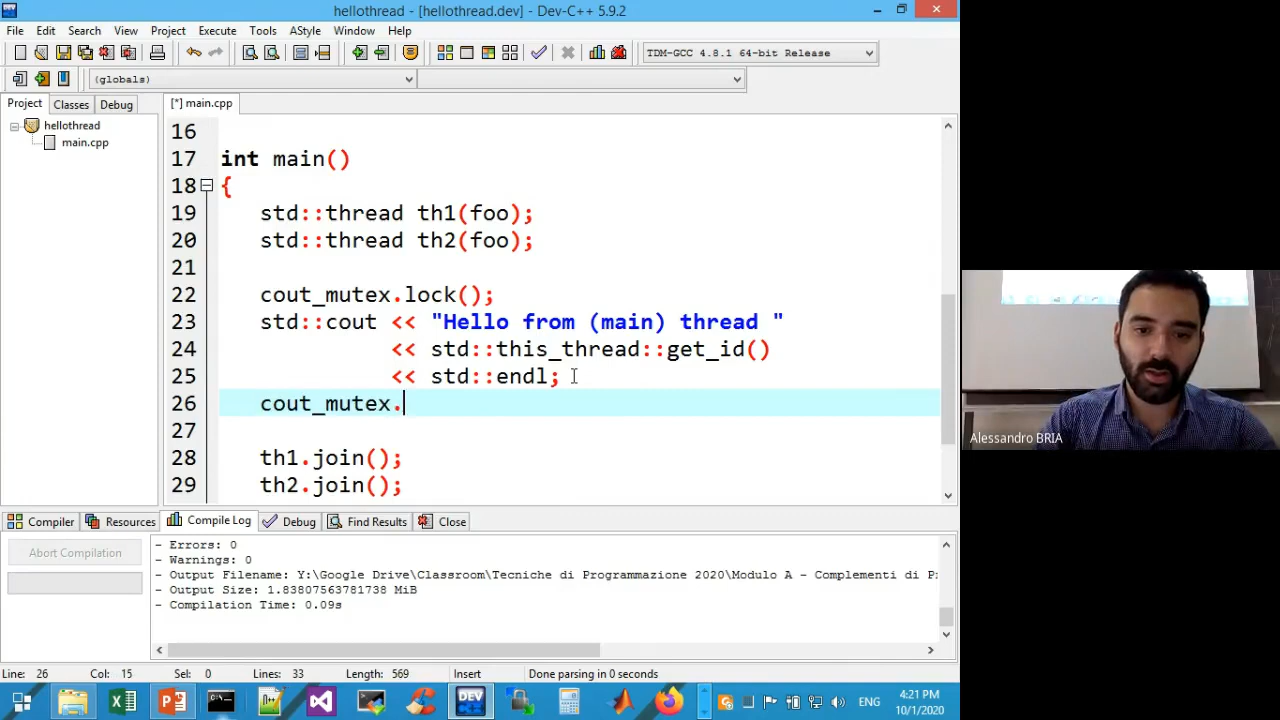 hellothread - [hellothread.dev] - Dev-C++ 5.9.2
File Edit Search View Project Execute Tools AStyle Window Help
TDM-GCC 4.8.1 64-bit Release
(globals)
Project Classes Debug
[*] main.cpp
hellothread
main.cpp
16
17 int main()
18 {
19 std::thread th1(foo);
20 std::thread th2(foo);
21
22 cout_mutex.lock();
23 std::cout << "Hello from (main) thread "
24 << std::this_thread::get_id()
25 << std::endl;
26 cout_mutex.
27
28 th1.join();
29 th2.join();
Alessandro BRIA
Compiler Resources Compile Log Debug Find Results Close
Abort Compilation
- Errors: 0
- Warnings: 0
- Output Filename: Y:\Google Drive\Classroom\Tecniche di Programmazione 2020\Modulo A - Complementi di P
- Output Size: 1.83807563781738 MiB
- Compilation Time: 0.09s
Line: 26 Col: 15 Sel: 0 Lines: 33 Length: 569 Insert Done parsing in 0 seconds
DEV
ENG
4:21 PM
10/1/2020